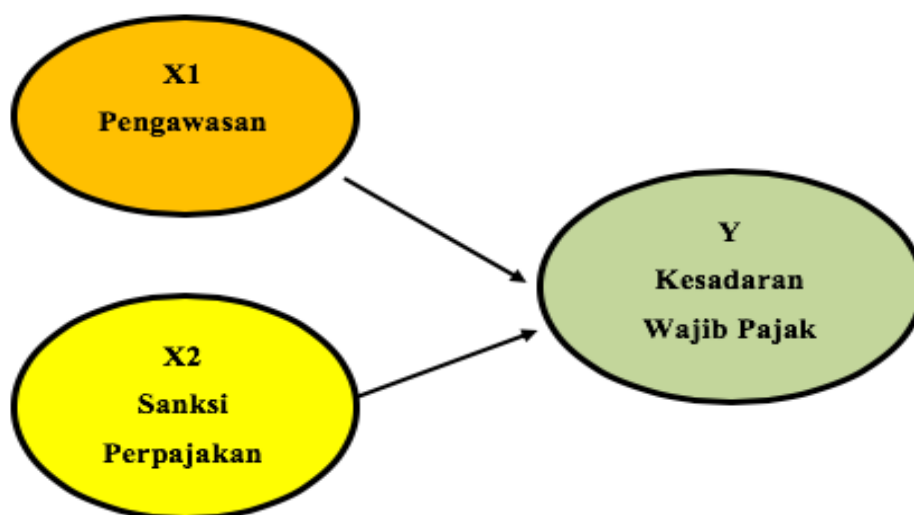 X1
Pengawasan
X2
Sanksi
Perpajakan
Y
Kesadaran
Wajib Pajak